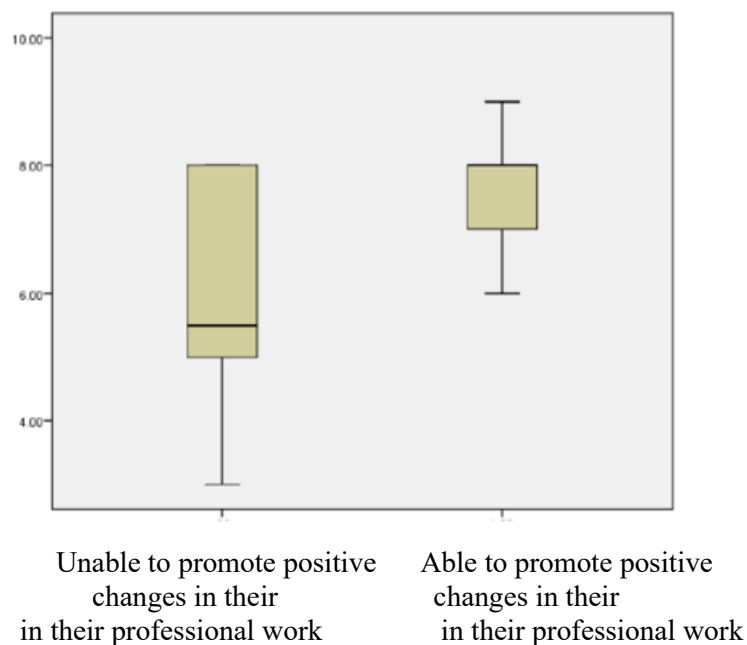 10.00
8.00
6.00
4.00
Unable to promote positive
changes in their
in their professional work
Able to promote positive
changes in their
in their professional work